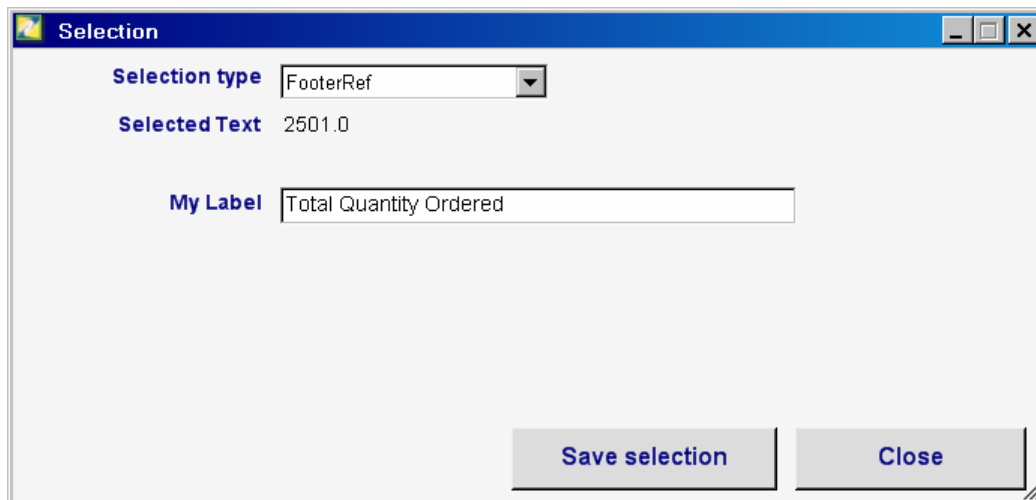 Selection
Selection type FooterRef
Selected Text 2501.0
My Label Total Quantity Ordered
Save selection Close